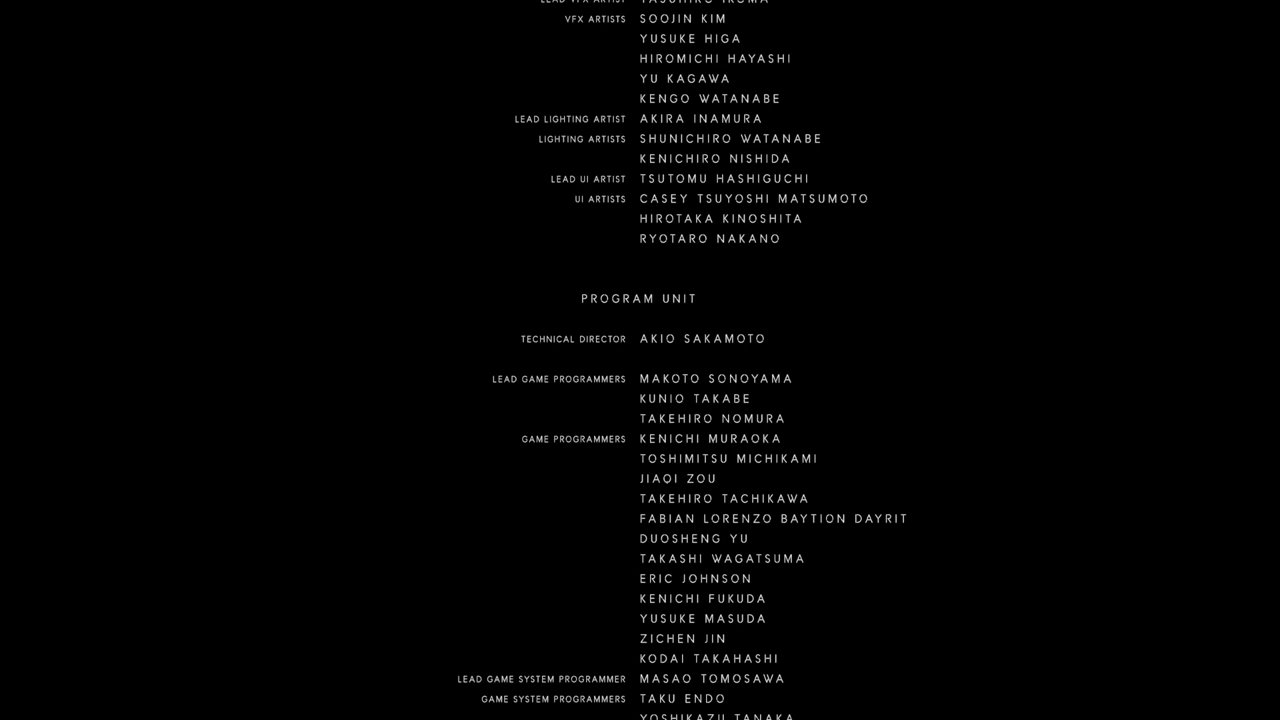 VFX ARTISTS SOOJIN KIM
YUSUKE HIGA
HIROMICHI HAYASHI
YU KAGAWA
KENGO WATANABE
LEAD LIGHTING ARTIST AKIRA INAMURA
LIGHTING ARTISTS SHUNICHIRO WATANABE
KENICHIRO NISHIDA
LEAD UI ARTIST TSUTOMU HASHIGUCHI
UI ARTISTS CASEY TSUYOSHI MATSUMOTO
HIROTAKA KINOSHITA
RYOTARO NAKANO
PROGRAM UNIT
TECHNICAL DIRECTOR AKIO SAKAMOTO
LEAD GAME PROGRAMMERS MAKOTO SONOYAMA
KUNIO TAKABE
TAKEHIRO NOMURA
GAME PROGRAMMERS KENICHI MURAOKA
TOSHIMITSU MICHIKAMI
JIAQI ZOU
TAKEHIRO TACHIKAWA
FABIAN LORENZO BAYTION DAYRIT
DUOSHENG YU
TAKASHI WAGATSUMA
ERIC JOHNSON
KENICHI FUKUDA
YUSUKE MASUDA
ZICHEN JIN
KODAI TAKAHASHI
LEAD GAME SYSTEM PROGRAMMER MASAO TOMOSAWA
GAME SYSTEM PROGRAMMERS TAKU ENDO
YOSHIKAZU TANAKA